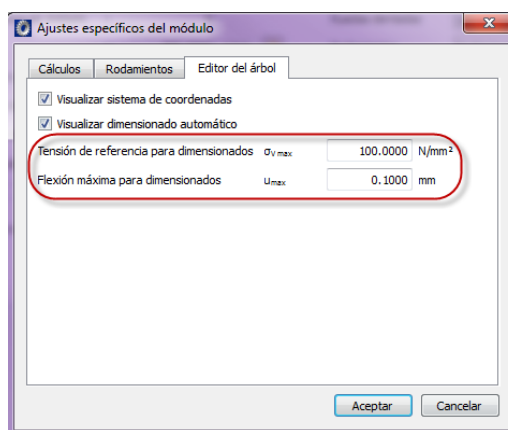 Ajustes específicos del módulo
Cálculos Rodamientos Editor del árbol
Visualizar sistema de coordenadas
Visualizar dimensionado automático
Tensión de referencia para dimensionados σV max 100.0000 N/mm²
Flexión máxima para dimensionados umax 0.1000 mm
Aceptar Cancelar